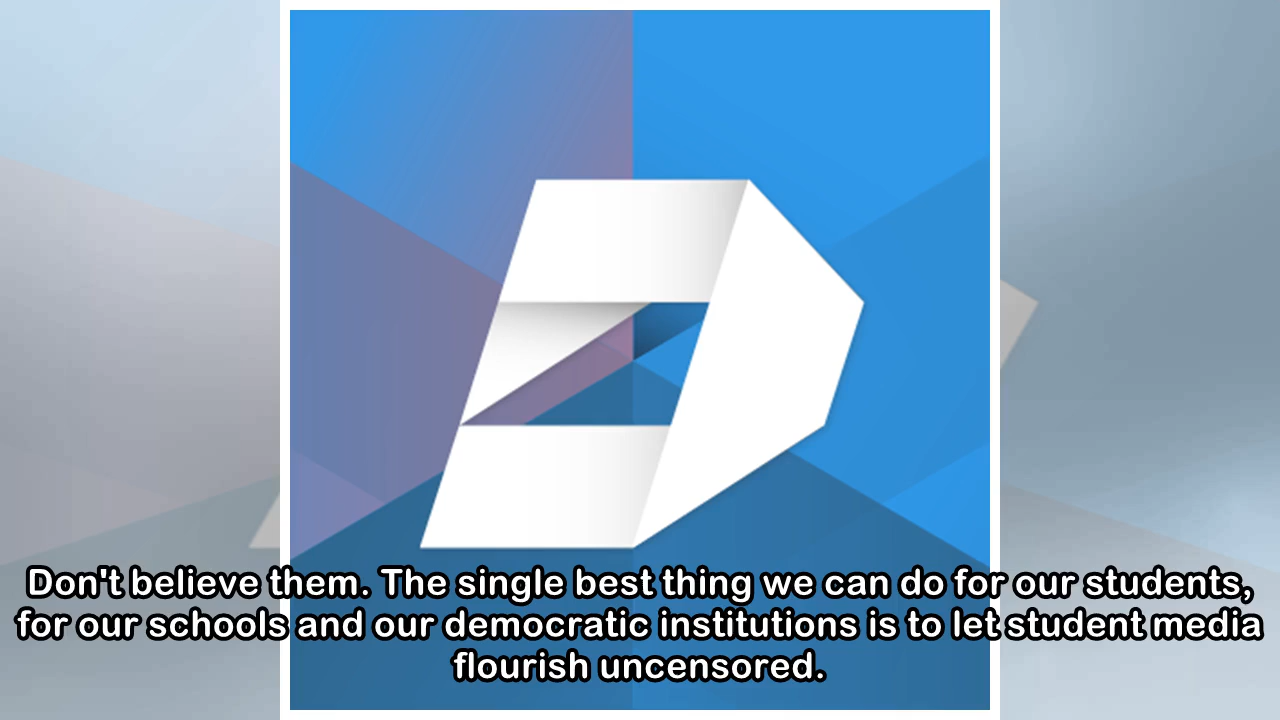 Don't believe them. The single best thing we can do for our students,
for our schools and our democratic institutions is to let student media
flourish uncensored.